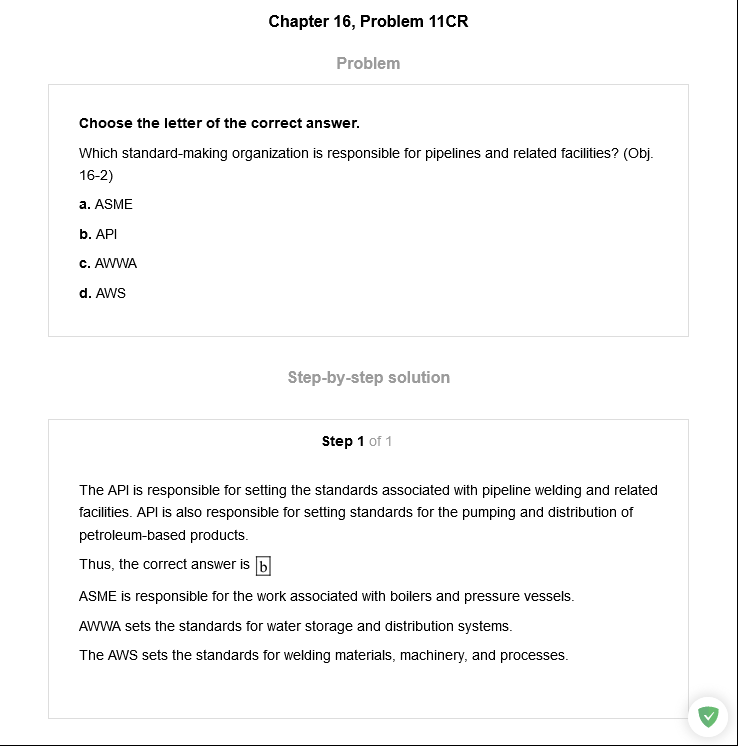 Chapter 16, Problem 11CR
Problem
Choose the letter of the correct answer.
Which standard-making organization is responsible for pipelines and related facilities? (Obj.
16-2)
a. ASME
b. API
c. AWWA
d. AWS
Step-by-step solution
Step 1 of 1
The API is responsible for setting the standards associated with pipeline welding and related
facilities. API is also responsible for setting standards for the pumping and distribution of
petroleum-based products.
Thus, the correct answer is b
ASME is responsible for the work associated with boilers and pressure vessels.
AWWA sets the standards for water storage and distribution systems.
The AWS sets the standards for welding materials, machinery, and processes.